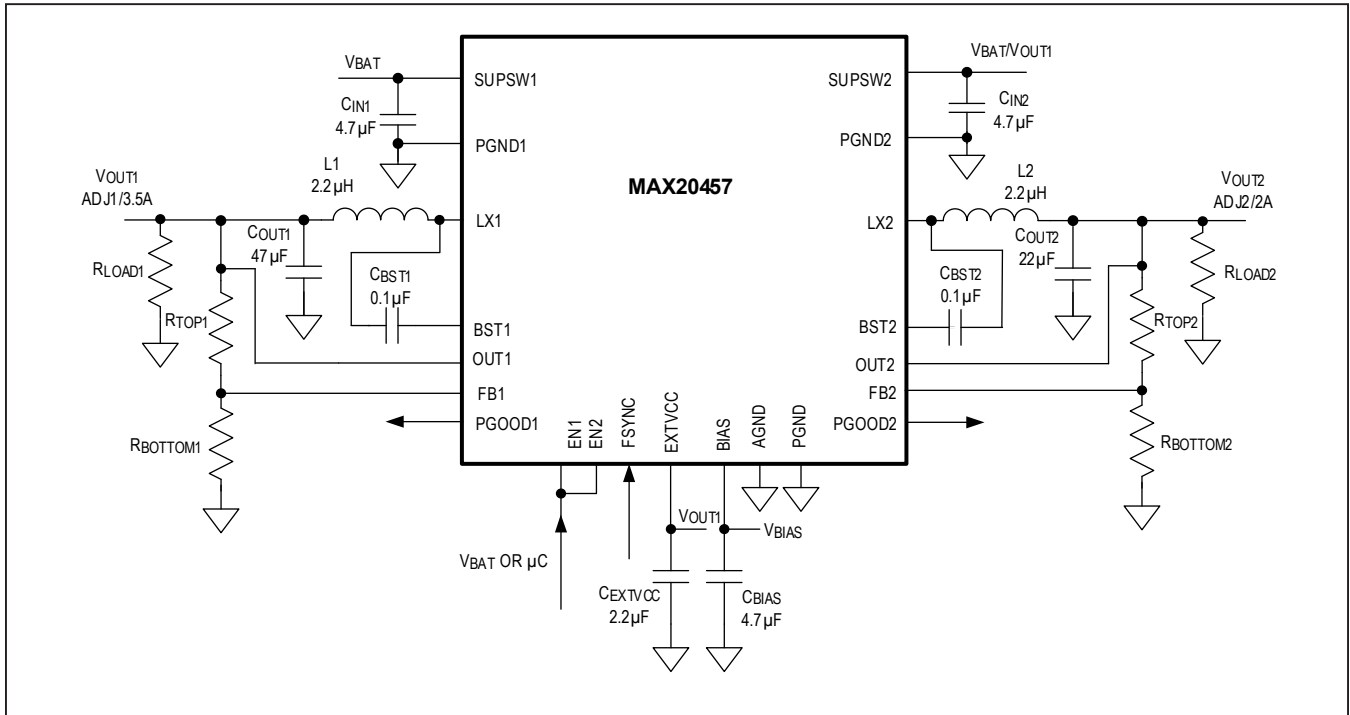 VBAT
SUPSW1
CIN1
4.7µF
PGND1
L1
2.2µH
VOUT1
ADJ1/3.5A
LX1
COUT1
47µF
RLOAD1
CBST1
0.1µF
RTOP1
BST1
OUT1
FB1
PGOOD1
RBOTTOM1
MAX20457
VBAT/VOUT1
SUPSW2
CIN2
4.7µF
PGND2
L2
2.2µH
VOUT2
ADJ2/2A
LX2
COUT2
22µF
RLOAD2
CBST2
0.1µF
RTOP2
BST2
OUT2
FB2
PGOOD2
RBOTTOM2
EN1
EN2
FSYNC
EXTVCC
BIAS
AGND
PGND
VOUT1
VBIAS
VBAT OR µC
CEXTVCC
2.2µF
CBIAS
4.7µF